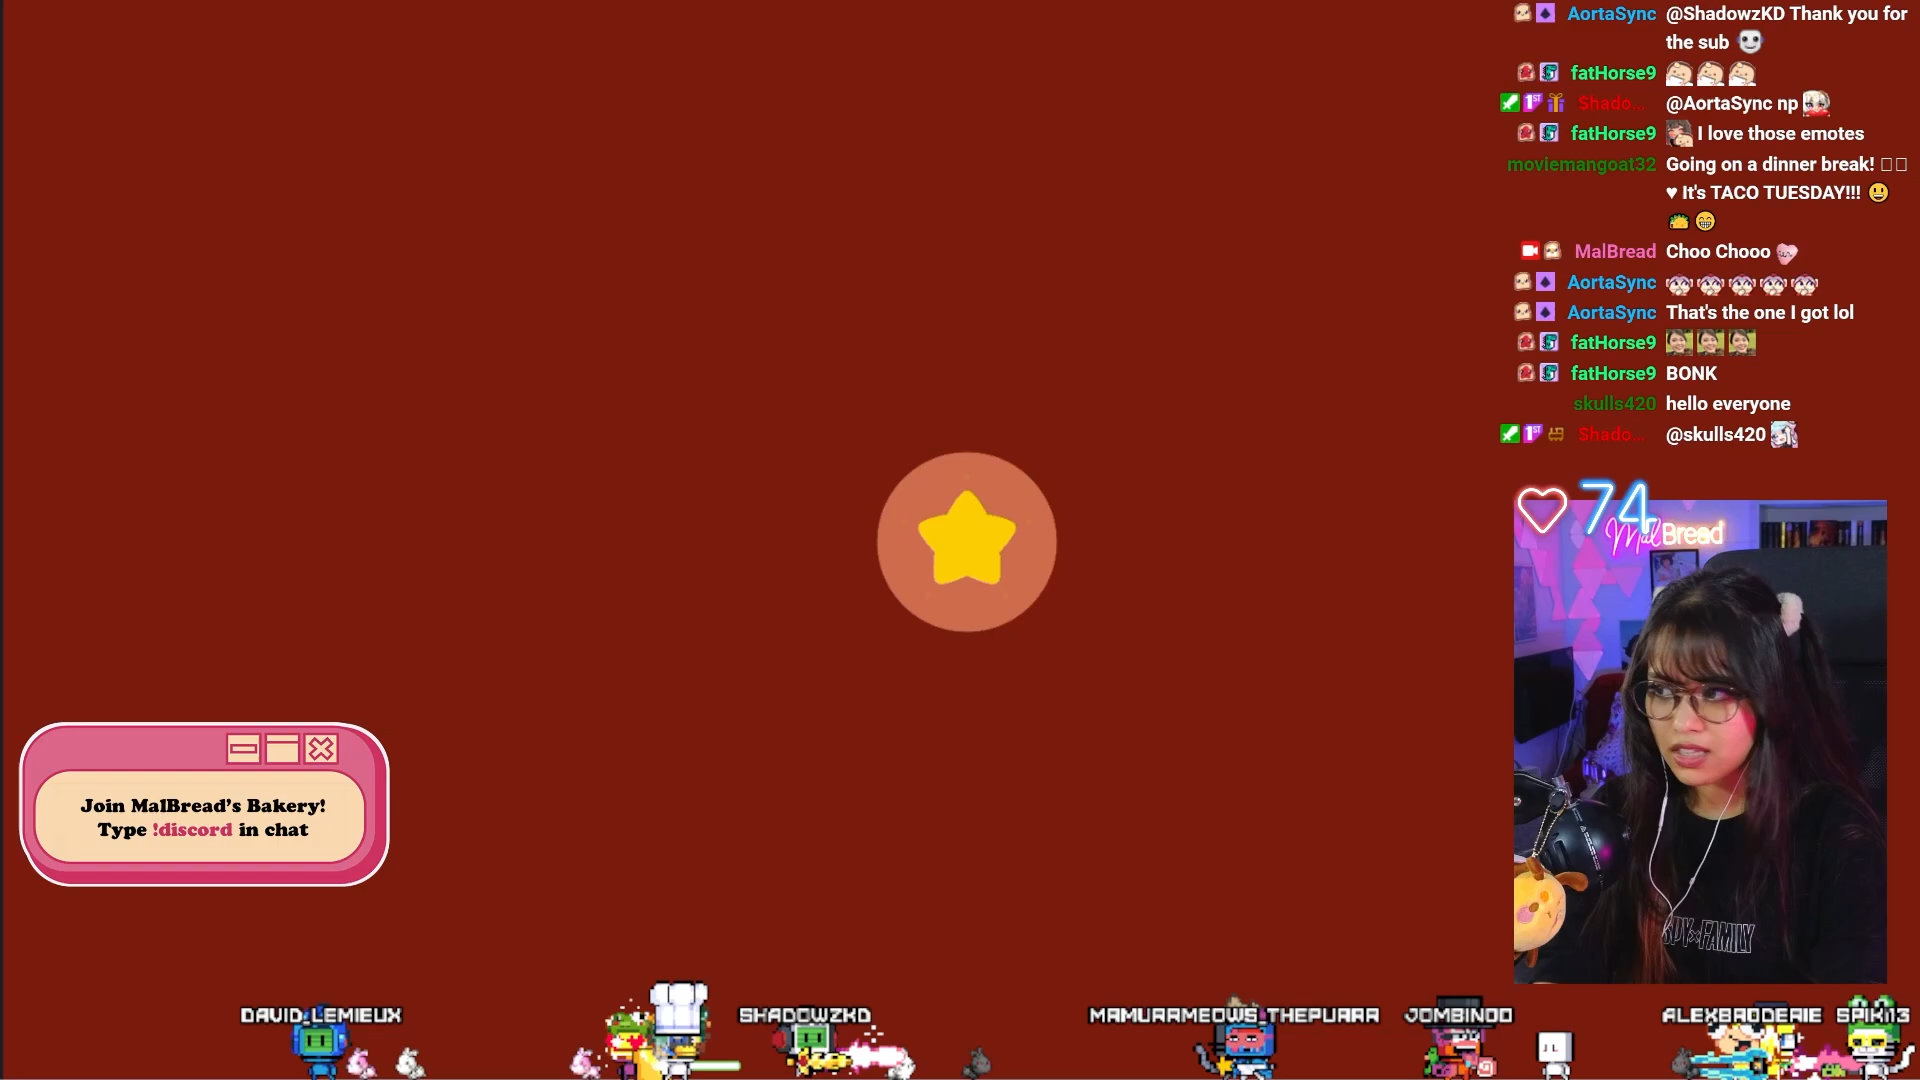 AortaSync @ShadowzKD Thank you for
the sub
fatHorse9
Shado... @AortaSync np
fatHorse9 I love those emotes
moviemangoat32 Going on a dinner break!
♥ It's TACO TUESDAY!!! 😃
🌮 😁
MalBread Choo Chooo
AortaSync
AortaSync That's the one I got lol
fatHorse9
fatHorse9 BONK
skulls420 hello everyone
Shado... @skulls420
74
MalBread
Join MalBread's Bakery!
Type !discord in chat
FAMILY
DAVID_LEMIEUX
SHADOWZKD
MAMURRMEOWS_THEPURRR
JOMBINOO
ALEXBRODERIE
SPIKI13